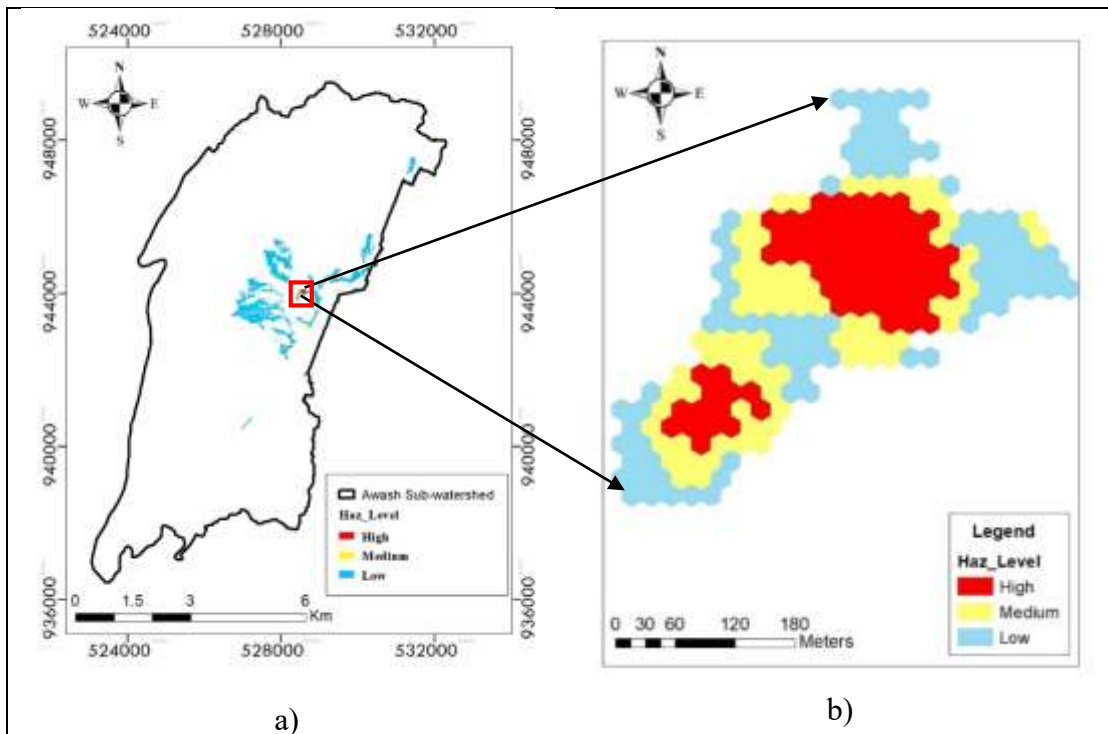 524000 528000 532000
N
W E
S
948000 948000
944000 944000
940000 940000
936000 936000
Awash Sub-watershed
Haz_Level
High
Medium
Low
0 1.5 3 6
Km
524000 528000 532000
a)
N
W E
S
Legend
Haz_Level
High
Medium
Low
0 30 60 120 180
Meters
b)